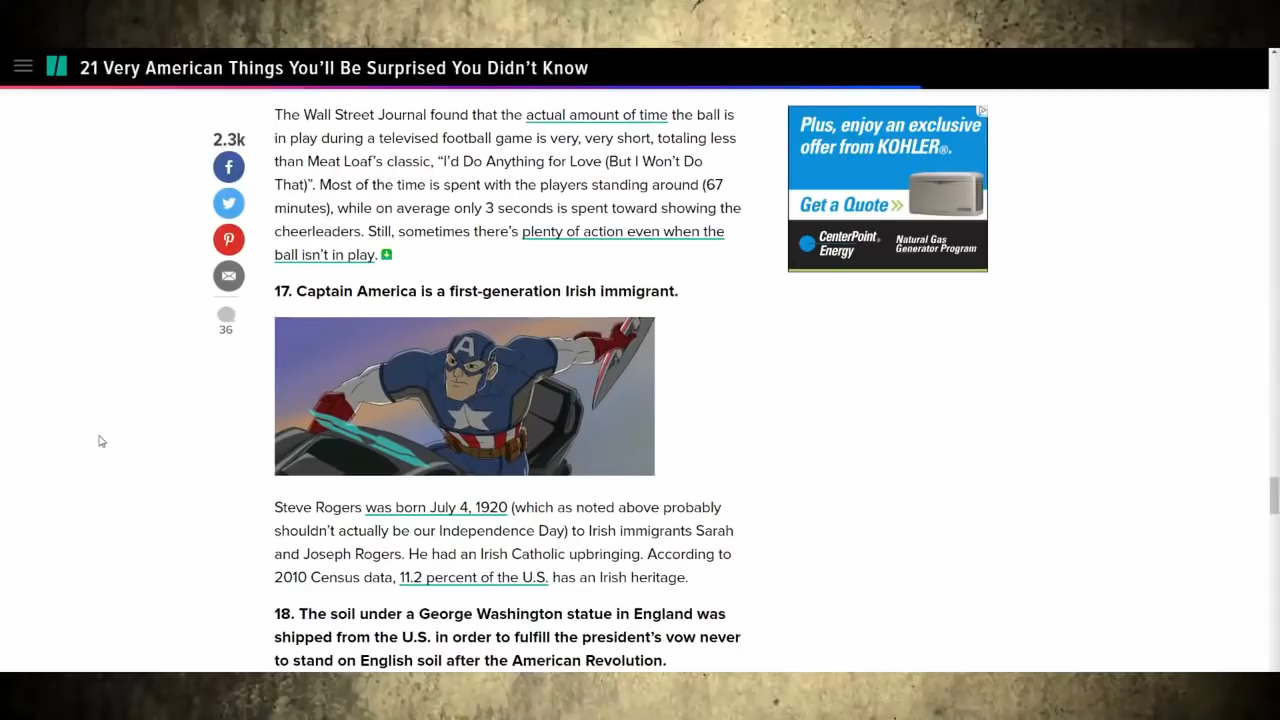 21 Very American Things You'll Be Surprised You Didn't Know
The Wall Street Journal found that the actual amount of time the ball is
in play during a televised football game is very, very short, totaling less
than Meat Loaf's classic, “I'd Do Anything for Love (But I Won't Do
That)”. Most of the time is spent with the players standing around (67
minutes), while on average only 3 seconds is spent toward showing the
cheerleaders. Still, sometimes there's plenty of action even when the
ball isn't in play.
2.3k
36
17. Captain America is a first-generation Irish immigrant.
A
Steve Rogers was born July 4, 1920 (which as noted above probably
shouldn't actually be our Independence Day) to Irish immigrants Sarah
and Joseph Rogers. He had an Irish Catholic upbringing. According to
2010 Census data, 11.2 percent of the U.S. has an Irish heritage.
18. The soil under a George Washington statue in England was
shipped from the U.S. in order to fulfill the president's vow never
to stand on English soil after the American Revolution.
Plus, enjoy an exclusive
offer from KOHLER®.
Get a Quote »
CenterPoint®
Energy
Natural Gas
Generator Program